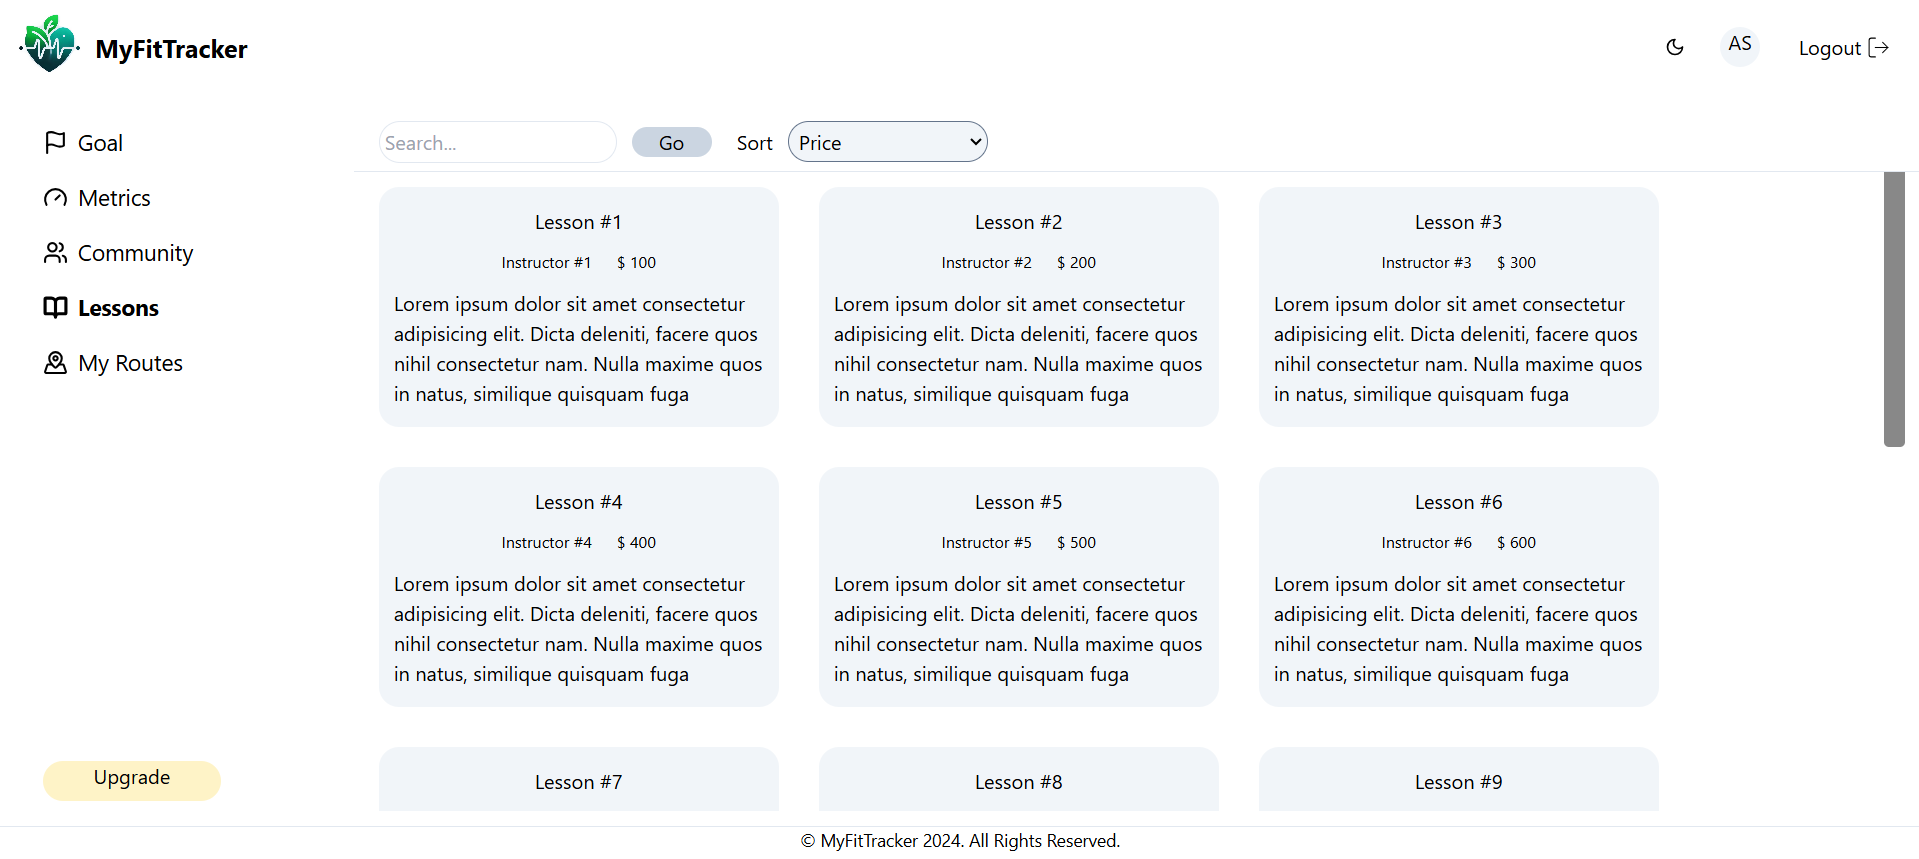 MyFitTracker
AS
Logout
Goal
Metrics
Community
Lessons
My Routes
Upgrade
Search...
Go
Sort
Price
Lesson #1
Instructor #1 $ 100
Lorem ipsum dolor sit amet consectetur
adipisicing elit. Dicta deleniti, facere quos
nihil consectetur nam. Nulla maxime quos
in natus, similique quisquam fuga
Lesson #2
Instructor #2 $ 200
Lorem ipsum dolor sit amet consectetur
adipisicing elit. Dicta deleniti, facere quos
nihil consectetur nam. Nulla maxime quos
in natus, similique quisquam fuga
Lesson #3
Instructor #3 $ 300
Lorem ipsum dolor sit amet consectetur
adipisicing elit. Dicta deleniti, facere quos
nihil consectetur nam. Nulla maxime quos
in natus, similique quisquam fuga
Lesson #4
Instructor #4 $ 400
Lorem ipsum dolor sit amet consectetur
adipisicing elit. Dicta deleniti, facere quos
nihil consectetur nam. Nulla maxime quos
in natus, similique quisquam fuga
Lesson #5
Instructor #5 $ 500
Lorem ipsum dolor sit amet consectetur
adipisicing elit. Dicta deleniti, facere quos
nihil consectetur nam. Nulla maxime quos
in natus, similique quisquam fuga
Lesson #6
Instructor #6 $ 600
Lorem ipsum dolor sit amet consectetur
adipisicing elit. Dicta deleniti, facere quos
nihil consectetur nam. Nulla maxime quos
in natus, similique quisquam fuga
Lesson #7
Lesson #8
Lesson #9
© MyFitTracker 2024. All Rights Reserved.